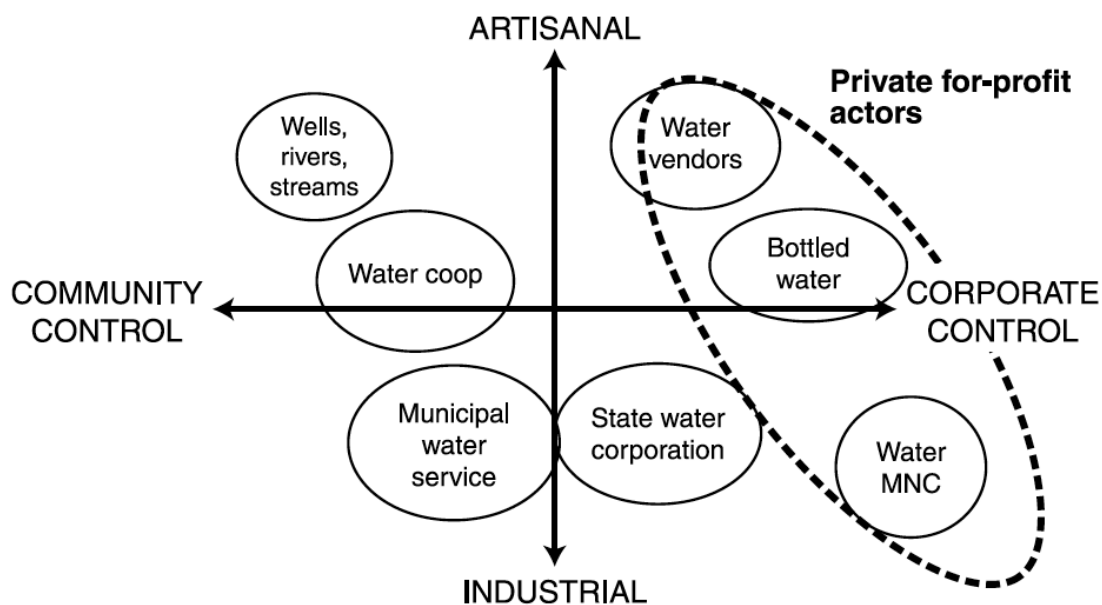 ARTISANAL
Private for-profit
actors
Wells,
rivers,
streams
Water
vendors
Water coop
Bottled
water
COMMUNITY
CONTROL
CORPORATE
CONTROL
Municipal
water
service
State water
corporation
Water
MNC
INDUSTRIAL